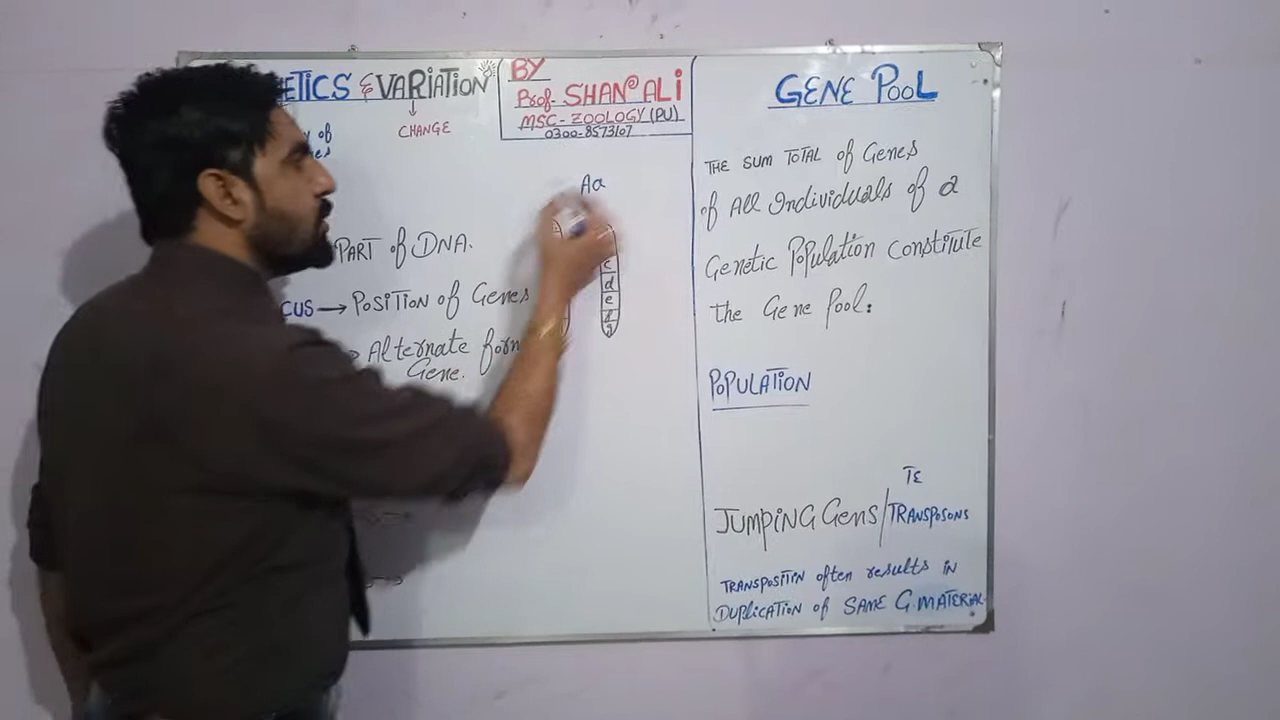 ETICS & VARIATION
CHANGE
of
PART of DNA.
CUS → POSITION of Genes
Alternate form
Gene.
BY
Prof. SHAN ALI
MSC- ZOOLOGY (PU)
0300-8573107
Aa
c
d
e
f
g
GENE POOL
THE SUM TOTAL of Genes
of All Individuals of a
Genetic Population constitute
the Gene Pool:
POPULATION
TE
JUMPING Gens/TRANSPOSONS
TRANSPOSITIN often results in
DUPLICATION of SAME G.MATERIAL.